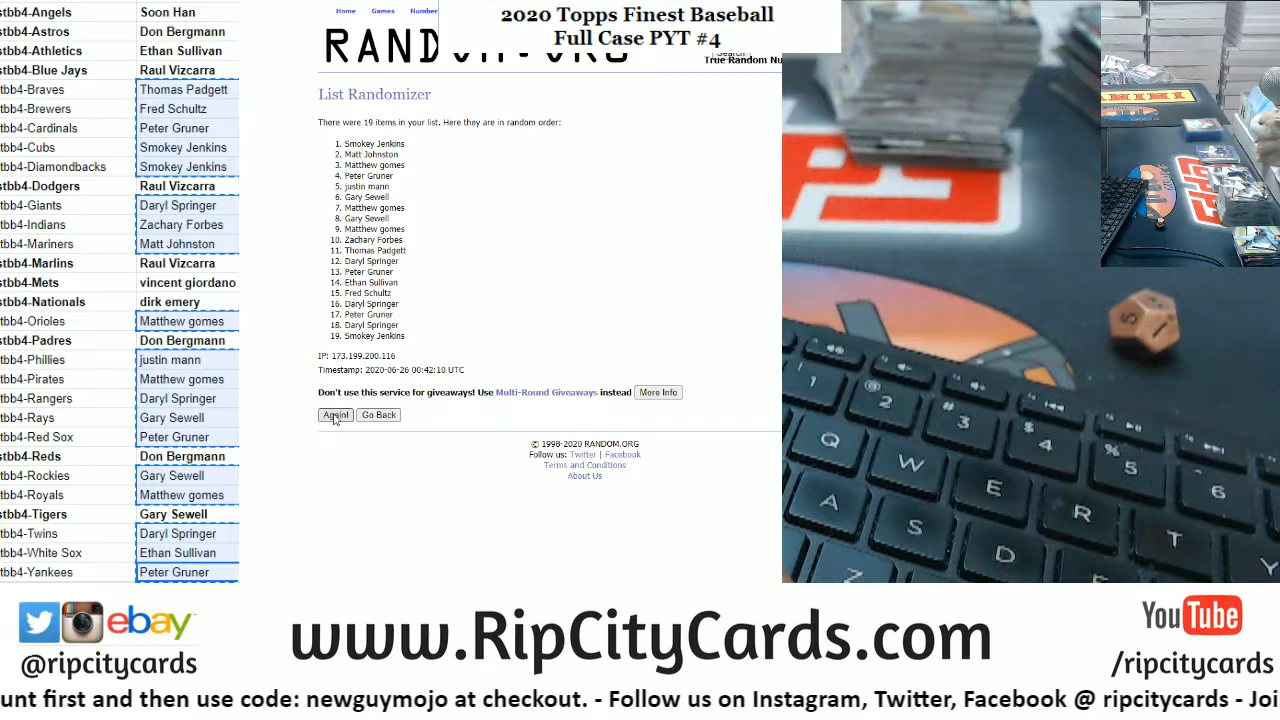 stbb4-Angels Soon Han
stbb4-Astros Don Bergmann
stbb4-Athletics Ethan Sullivan
stbb4-Blue Jays Raul Vizcarra
tbb4-Braves Thomas Padgett
tbb4-Brewers Fred Schultz
tbb4-Cardinals Peter Gruner
tbb4-Cubs Smokey Jenkins
tbb4-Diamondbacks Smokey Jenkins
stbb4-Dodgers Raul Vizcarra
tbb4-Giants Daryl Springer
tbb4-Indians Zachary Forbes
tbb4-Mariners Matt Johnston
stbb4-Marlins Raul Vizcarra
stbb4-Mets vincent giordano
stbb4-Nationals dirk emery
tbb4-Orioles Matthew gomes
stbb4-Padres Don Bergmann
tbb4-Phillies justin mann
tbb4-Pirates Matthew gomes
tbb4-Rangers Daryl Springer
tbb4-Rays Gary Sewell
tbb4-Red Sox Peter Gruner
stbb4-Reds Don Bergmann
tbb4-Rockies Gary Sewell
tbb4-Royals Matthew gomes
stbb4-Tigers Gary Sewell
tbb4-Twins Daryl Springer
tbb4-White Sox Ethan Sullivan
tbb4-Yankees Peter Gruner
Home Games Number
2020 Topps Finest Baseball
Full Case PYT #4
True Random Nu
List Randomizer
There were 19 items in your list. Here they are in random order:
1. Smokey Jenkins
2. Matt Johnston
3. Matthew gomes
4. Peter Gruner
5. justin mann
6. Gary Sewell
7. Matthew gomes
8. Gary Sewell
9. Matthew gomes
10. Zachary Forbes
11. Thomas Padgett
12. Daryl Springer
13. Peter Gruner
14. Ethan Sullivan
15. Fred Schultz
16. Daryl Springer
17. Peter Gruner
18. Daryl Springer
19. Smokey Jenkins
IP: 173.199.200.116
Timestamp: 2020-06-26 00:42:10 UTC
Don't use this service for giveaways! Use Multi-Round Giveaways instead More Info
Again! Go Back
© 1998-2020 RANDOM.ORG
Follow us: Twitter | Facebook
Terms and Conditions
About Us
1 2 3 4 5 6
Q W E R T Y
A S D
Z
ebay
@ripcitycards
www.RipCityCards.com
YouTube
/ripcitycards
unt first and then use code: newguymojo at checkout. - Follow us on Instagram, Twitter, Facebook @ ripcitycards - Joi